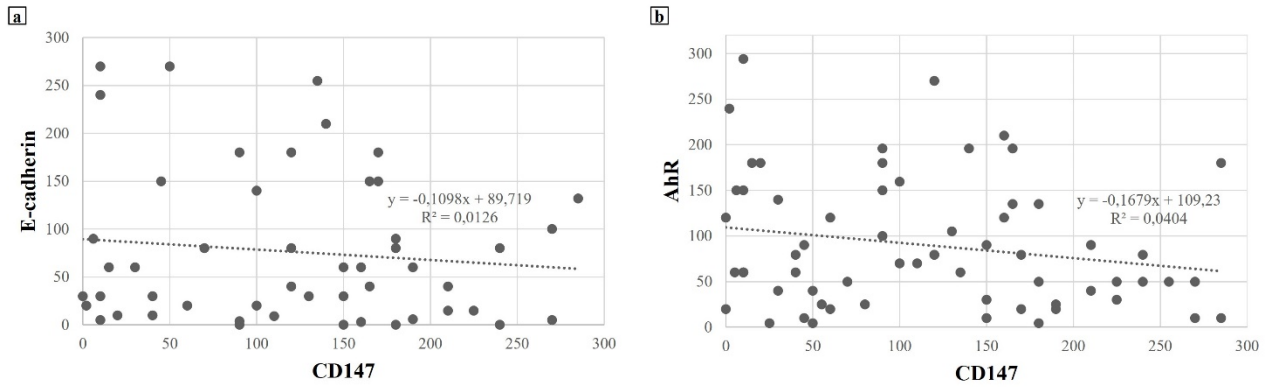 a
300
250
200
150
100
50
0
E-cadherin
y = -0,1098x + 89,719
R² = 0,0126
0 50 100 150 200 250 300
CD147
b
300
250
200
150
100
50
0
AhR
y = -0,1679x + 109,23
R² = 0,0404
0 50 100 150 200 250 300
CD147